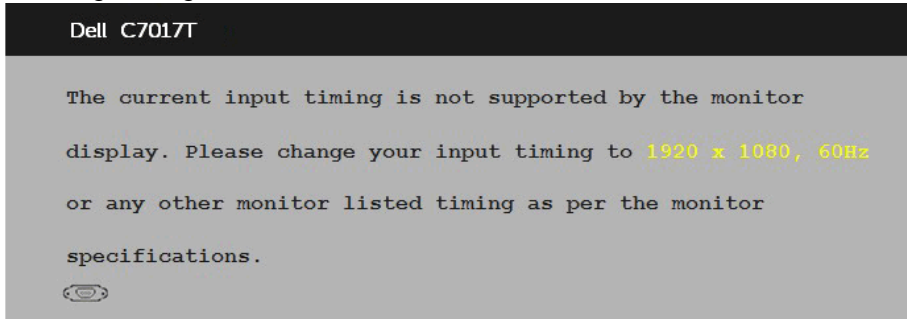 Dell C7017T
The current input timing is not supported by the monitor
display. Please change your input timing to 1920 x 1080, 60Hz
or any other monitor listed timing as per the monitor
specifications.